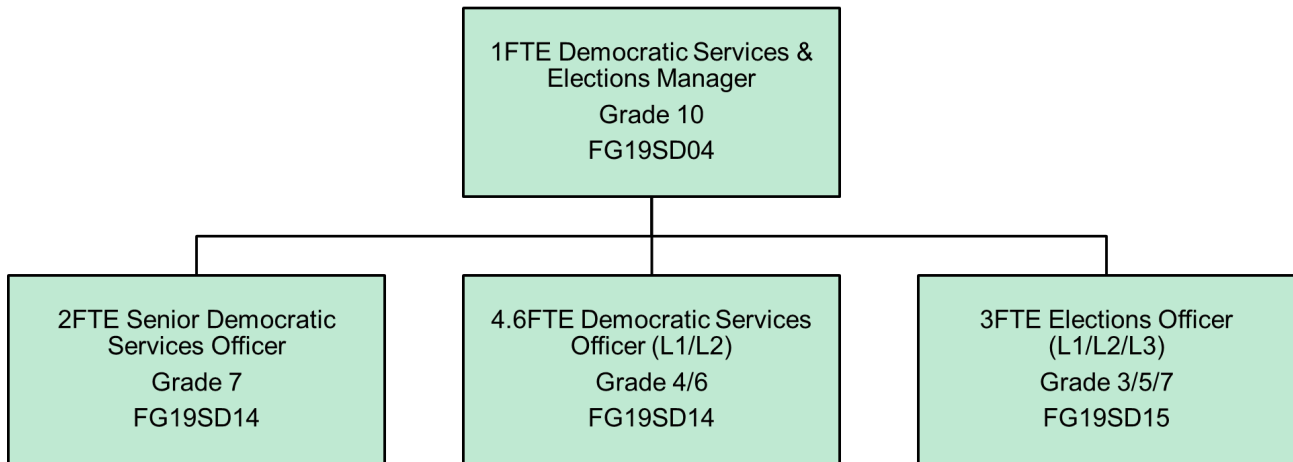 1FTE Democratic Services &
Elections Manager
Grade 10
FG19SD04
2FTE Senior Democratic
Services Officer
Grade 7
FG19SD14
4.6FTE Democratic Services
Officer (L1/L2)
Grade 4/6
FG19SD14
3FTE Elections Officer
(L1/L2/L3)
Grade 3/5/7
FG19SD15